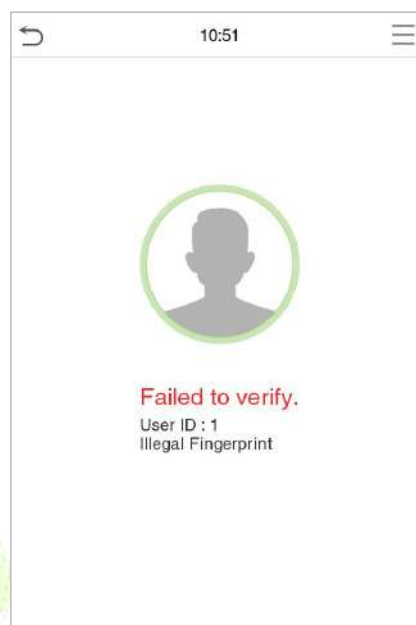 10:51
Failed to verify.
User ID : 1
Illegal Fingerprint